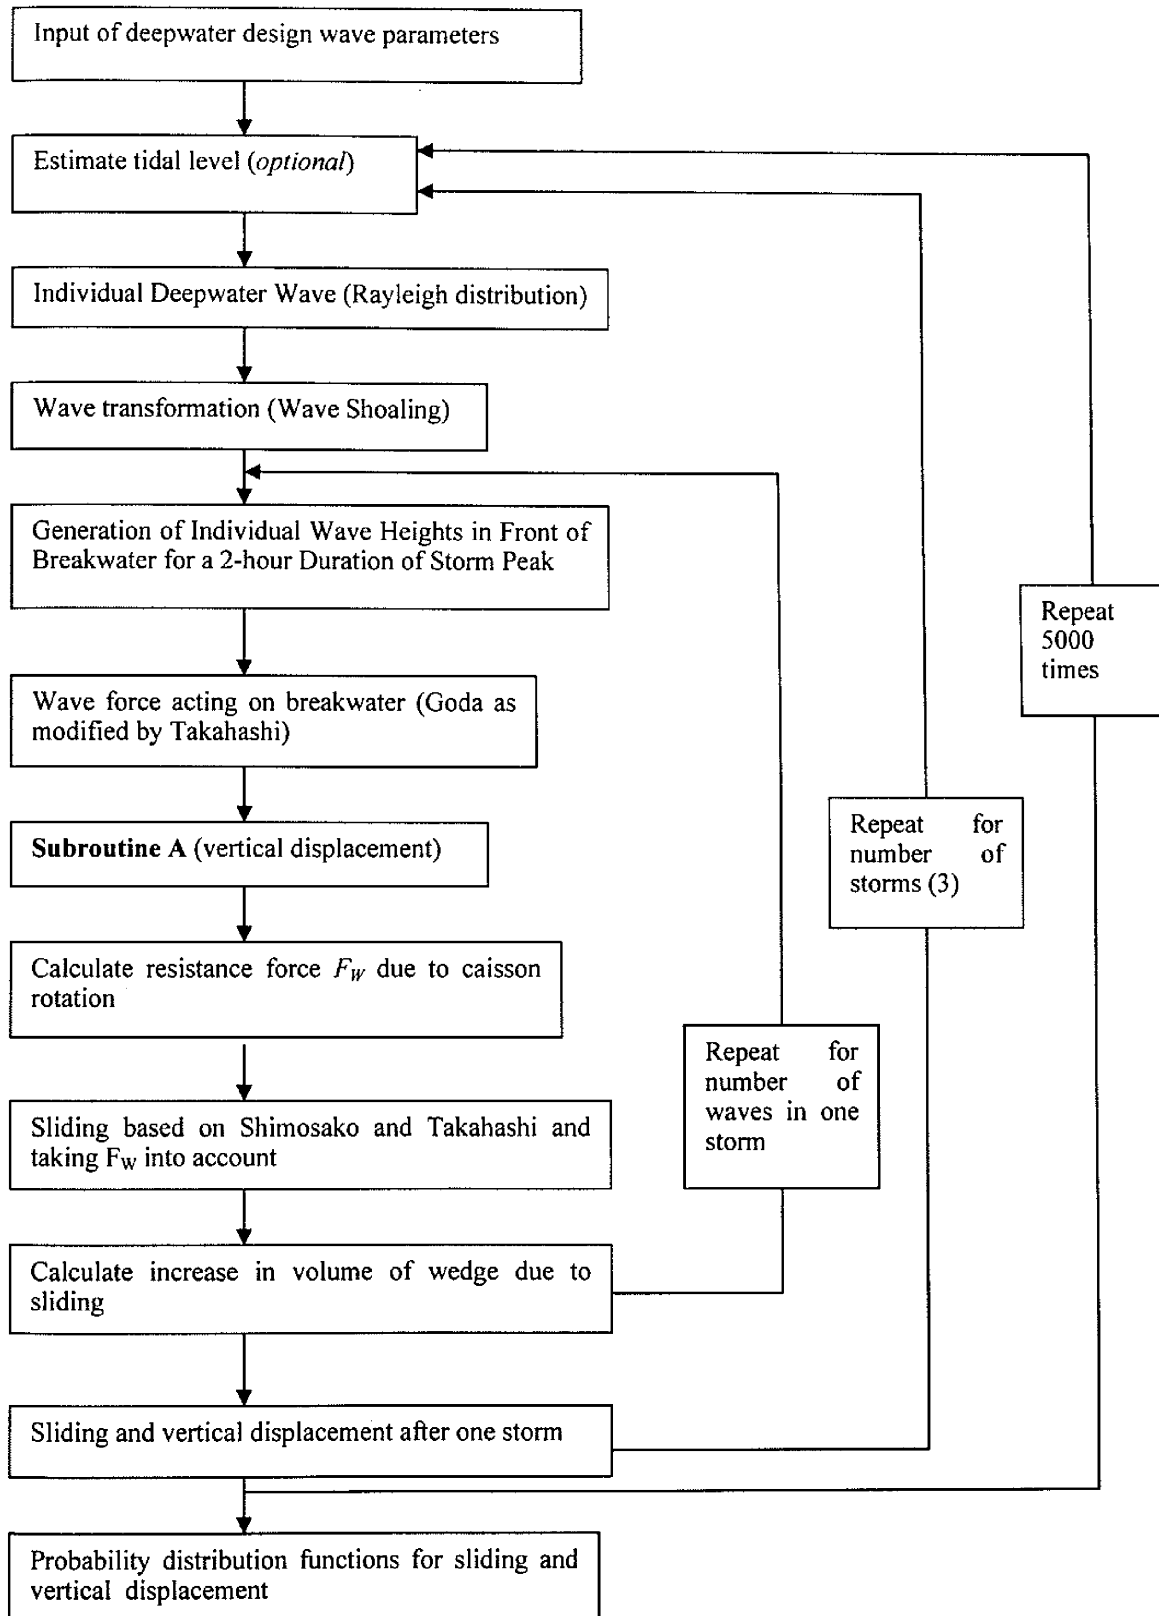 Input of deepwater design wave parameters
Estimate tidal level (optional)
Individual Deepwater Wave (Rayleigh distribution)
Wave transformation (Wave Shoaling)
Generation of Individual Wave Heights in Front of
Breakwater for a 2-hour Duration of Storm Peak
Repeat
5000
times
Wave force acting on breakwater (Goda as
modified by Takahashi)
Subroutine A (vertical displacement)
Repeat for
number of
storms (3)
Calculate resistance force FW due to caisson
rotation
Repeat for
number of
waves in one
storm
Sliding based on Shimosako and Takahashi and
taking FW into account
Calculate increase in volume of wedge due to
sliding
Sliding and vertical displacement after one storm
Probability distribution functions for sliding and
vertical displacement